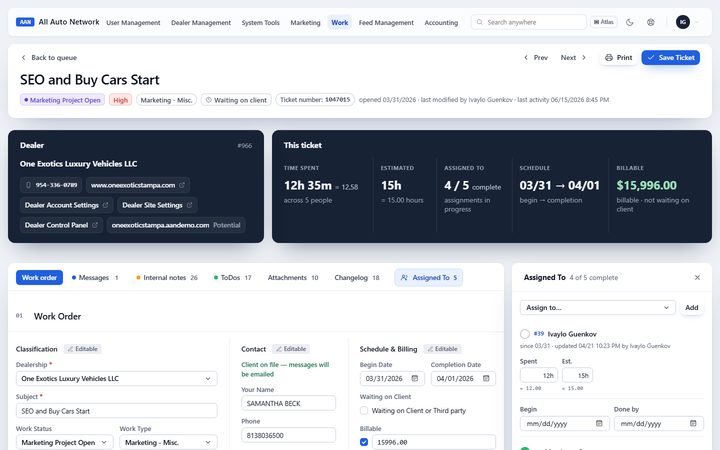 AAN All Auto Network User Management Dealer Management System Tools Marketing Work Feed Management Accounting Search anywhere Atlas IG
Back to queue Prev Next Print Save Ticket
SEO and Buy Cars Start
Marketing Project Open High Marketing - Misc. Waiting on client Ticket number: 1047015 opened 03/31/2026 · last modified by Ivaylo Guenkov · last activity 06/15/2026 8:45 PM
Dealer #966
One Exotics Luxury Vehicles LLC
954-336-0789 www.oneexoticstampa.com
Dealer Account Settings Dealer Site Settings
Dealer Control Panel oneexoticstampa.aandemo.com Potential
This ticket
TIME SPENT ESTIMATED ASSIGNED TO SCHEDULE BILLABLE
12h 35m = 12.58 15h 4 / 5 complete 03/31 → 04/01 $15,996.00
across 5 people = 15.00 hours assignments in progress begin → completion billable · not waiting on client
Work order Messages 1 Internal notes 26 ToDos 17 Attachments 10 Changelog 18 Assigned To 5
01 Work Order
Classification Editable
Dealership *
One Exotics Luxury Vehicles LLC
Subject *
SEO and Buy Cars Start
Work Status Work Type
Marketing Project Open Marketing - Misc.
Contact Editable
Client on file — messages will
be emailed
Your Name
SAMANTHA BECK
Phone
8138036500
Schedule & Billing Editable
Begin Date Completion Date
03/31/2026 04/01/2026
Waiting on Client
Waiting on Client or Third party
Billable
15996.00
Assigned To 4 of 5 complete
Assign to... Add
#39 Ivaylo Guenkov
since 03/31 · updated 04/21 10:23 PM by Ivaylo Guenkov
Spent Est.
12h 15h
= 12.00 = 15.00
Begin Done by
mm/dd/yyyy mm/dd/yyyy